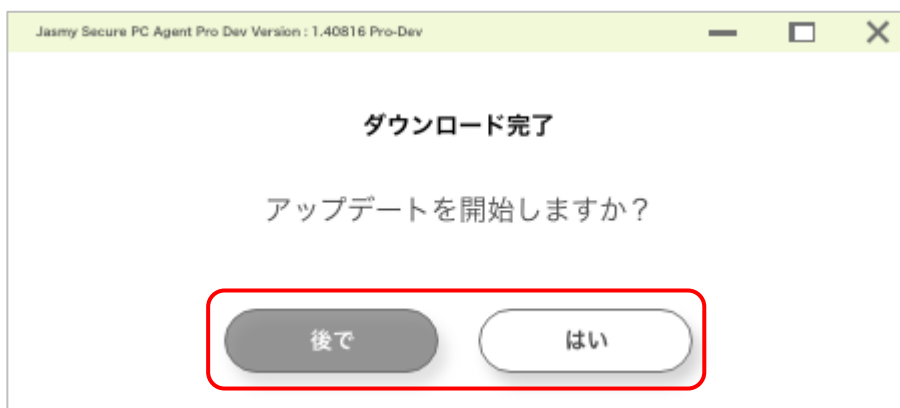 Jasmy Secure PC Agent Pro Dev Version : 1.40816 Pro-Dev
ダウンロード完了
アップデートを開始しますか？
後で
はい